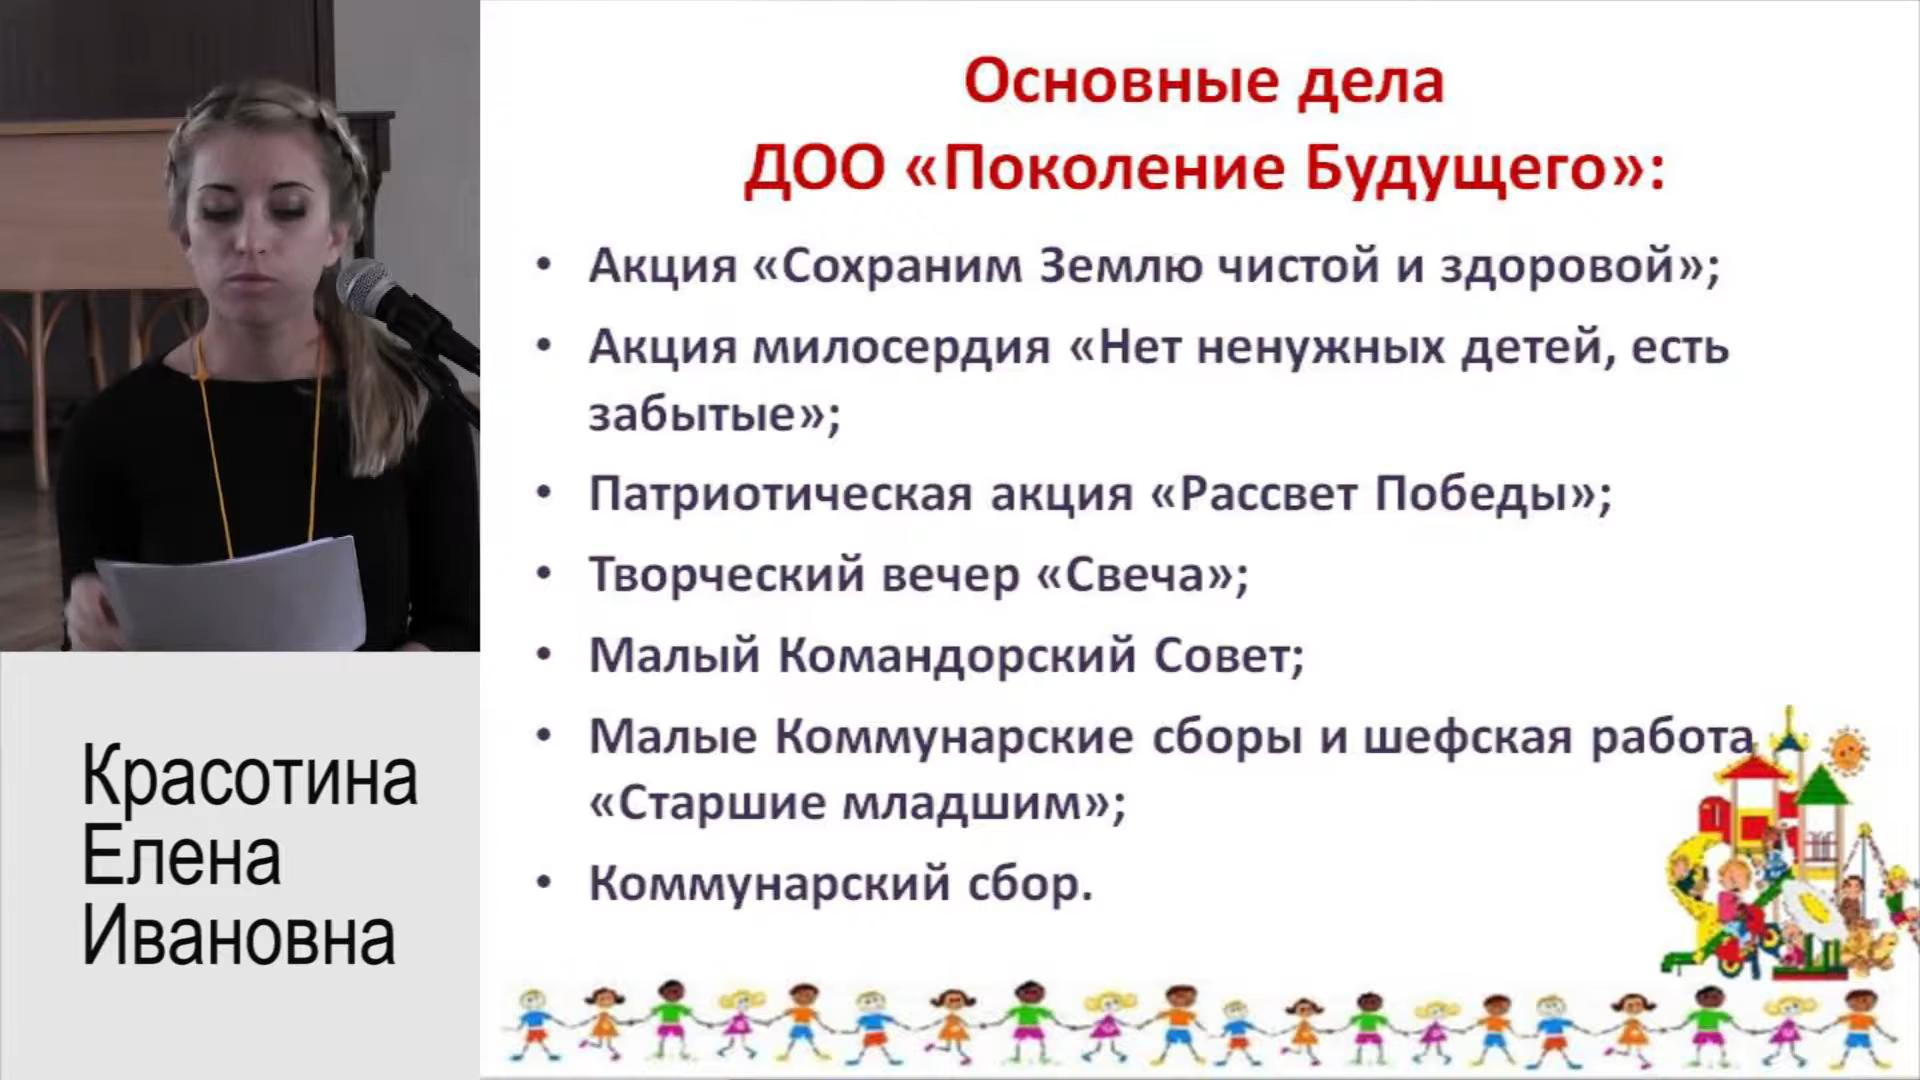 Основные дела
ДОО «Поколение Будущего»:
• Акция «Сохраним Землю чистой и здоровой»;
• Акция милосердия «Нет ненужных детей, есть
забытые»;
• Патриотическая акция «Рассвет Победы»;
• Творческий вечер «Свеча»;
• Малый Командорский Совет;
• Малые Коммунарские сборы и шефская работа
«Старшие младшим»;
• Коммунарский сбор.
Красотина
Елена
Ивановна